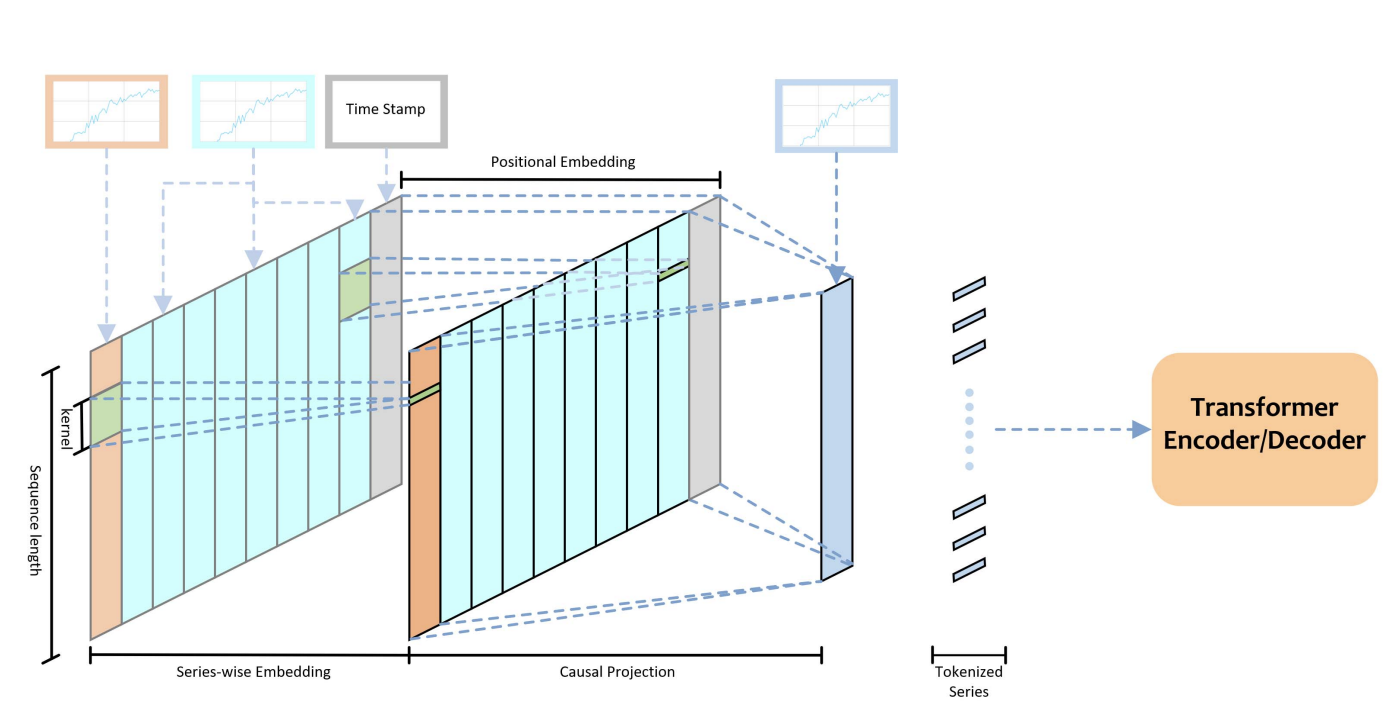 Time Stamp
Positional Embedding
kernel
Sequence length
Transformer
Encoder/Decoder
Series-wise Embedding
Causal Projection
Tokenized
Series